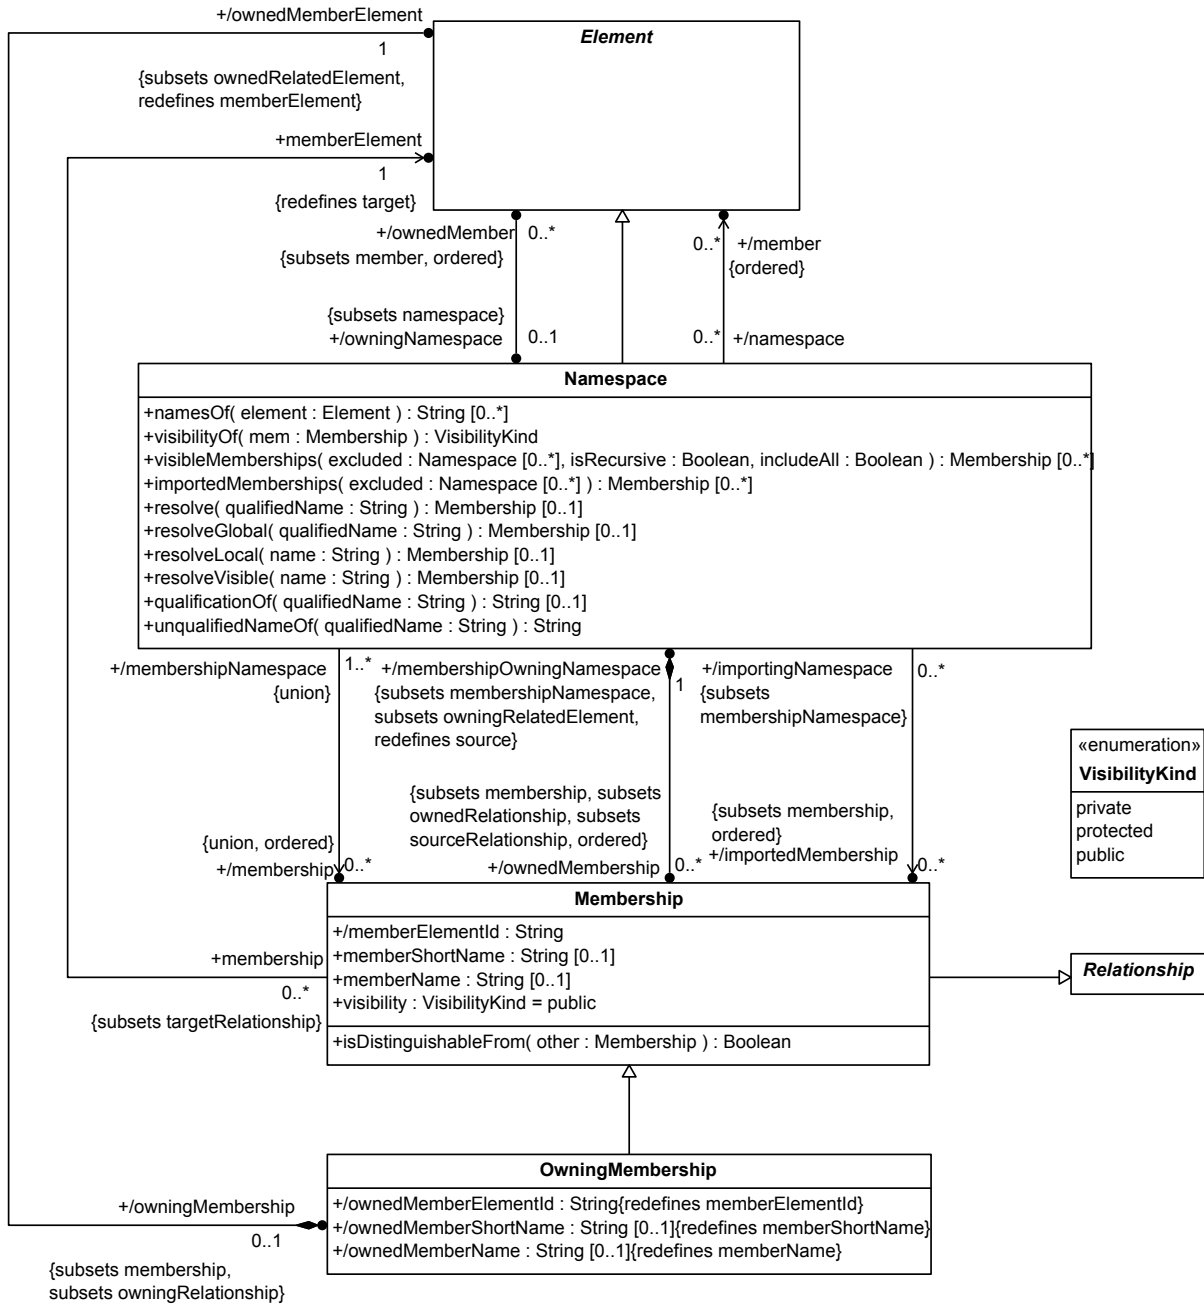 +/ownedMemberElement
1
{subsets ownedRelatedElement,
redefines memberElement}
Element
+memberElement
1
{redefines target}
+/ownedMember
0..*
{subsets member, ordered}
0..*
+/member
{ordered}
{subsets namespace}
+/owningNamespace
0..1
0..*
+/namespace
Namespace
+namesOf( element : Element ) : String [0..*]
+visibilityOf( mem : Membership ) : VisibilityKind
+visibleMemberships( excluded : Namespace [0..*], isRecursive : Boolean, includeAll : Boolean ) : Membership [0..*]
+importedMemberships( excluded : Namespace [0..*] ) : Membership [0..*]
+resolve( qualifiedName : String ) : Membership [0..1]
+resolveGlobal( qualifiedName : String ) : Membership [0..1]
+resolveLocal( name : String ) : Membership [0..1]
+resolveVisible( name : String ) : Membership [0..1]
+qualificationOf( qualifiedName : String ) : String [0..1]
+unqualifiedNameOf( qualifiedName : String ) : String
+/membershipNamespace
1..*
{union}
+/membershipOwningNamespace
1
{subsets membershipNamespace,
subsets owningRelatedElement,
redefines source}
+/importingNamespace
0..*
{subsets
membershipNamespace}
«enumeration»
VisibilityKind
private
protected
public
{union, ordered}
+/membership
0..*
{subsets membership, subsets
ownedRelationship, subsets
sourceRelationship, ordered}
+/ownedMembership
0..*
{subsets membership,
ordered}
+/importedMembership
0..*
Membership
+/memberElementId : String
+memberShortName : String [0..1]
+memberName : String [0..1]
+visibility : VisibilityKind = public
+isDistinguishableFrom( other : Membership ) : Boolean
+membership
0..*
{subsets targetRelationship}
Relationship
OwningMembership
+/ownedMemberElementId : String{redefines memberElementId}
+/ownedMemberShortName : String [0..1]{redefines memberShortName}
+/ownedMemberName : String [0..1]{redefines memberName}
+/owningMembership
0..1
{subsets membership,
subsets owningRelationship}